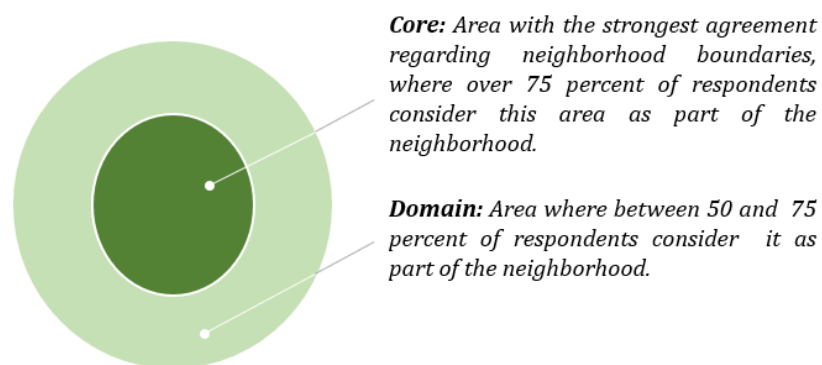 Core: Area with the strongest agreement
regarding neighborhood boundaries,
where over 75 percent of respondents
consider this area as part of the
neighborhood.
Domain: Area where between 50 and 75
percent of respondents consider it as
part of the neighborhood.